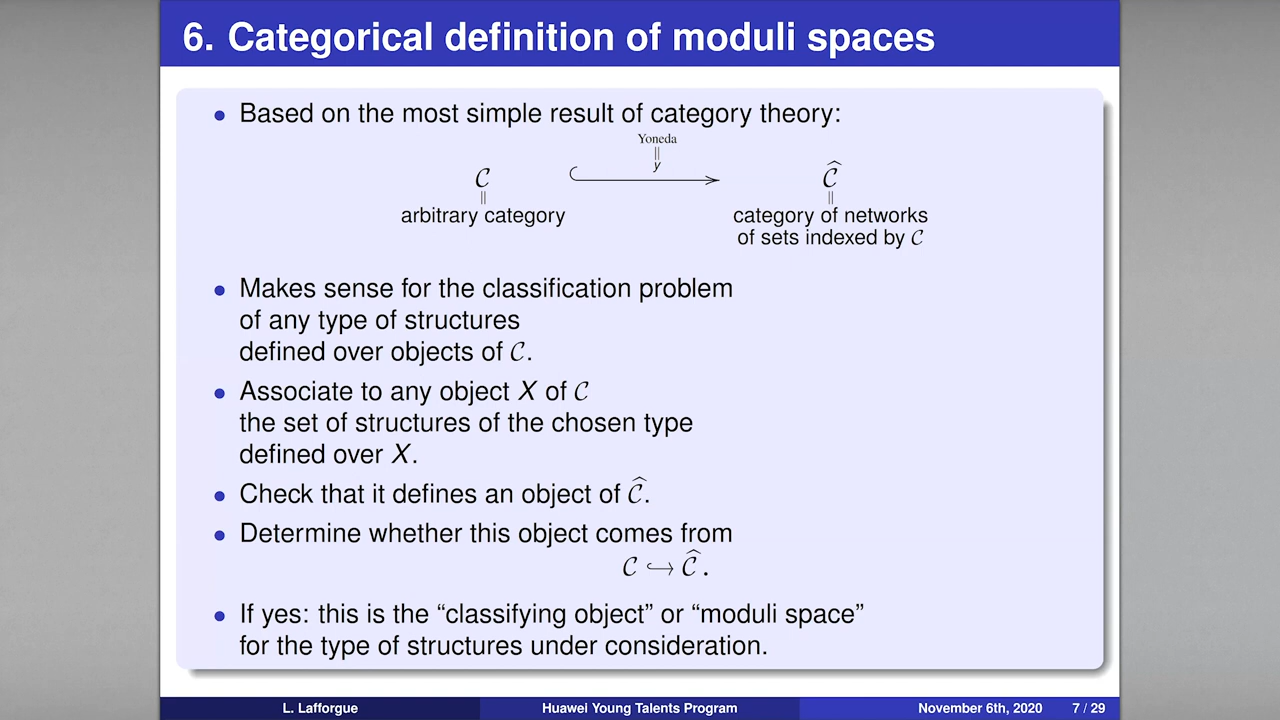 6. Categorical definition of moduli spaces
• Based on the most simple result of category theory:
Yoneda
||
y
𝒞 ↪ 𝒞̂
|| ||
arbitrary category category of networks
of sets indexed by 𝒞
• Makes sense for the classification problem
of any type of structures
defined over objects of 𝒞.
• Associate to any object X of 𝒞
the set of structures of the chosen type
defined over X.
• Check that it defines an object of 𝒞̂.
• Determine whether this object comes from
𝒞 ↪ 𝒞̂.
• If yes: this is the “classifying object” or “moduli space”
for the type of structures under consideration.
L. Lafforgue Huawei Young Talents Program November 6th, 2020 7 / 29